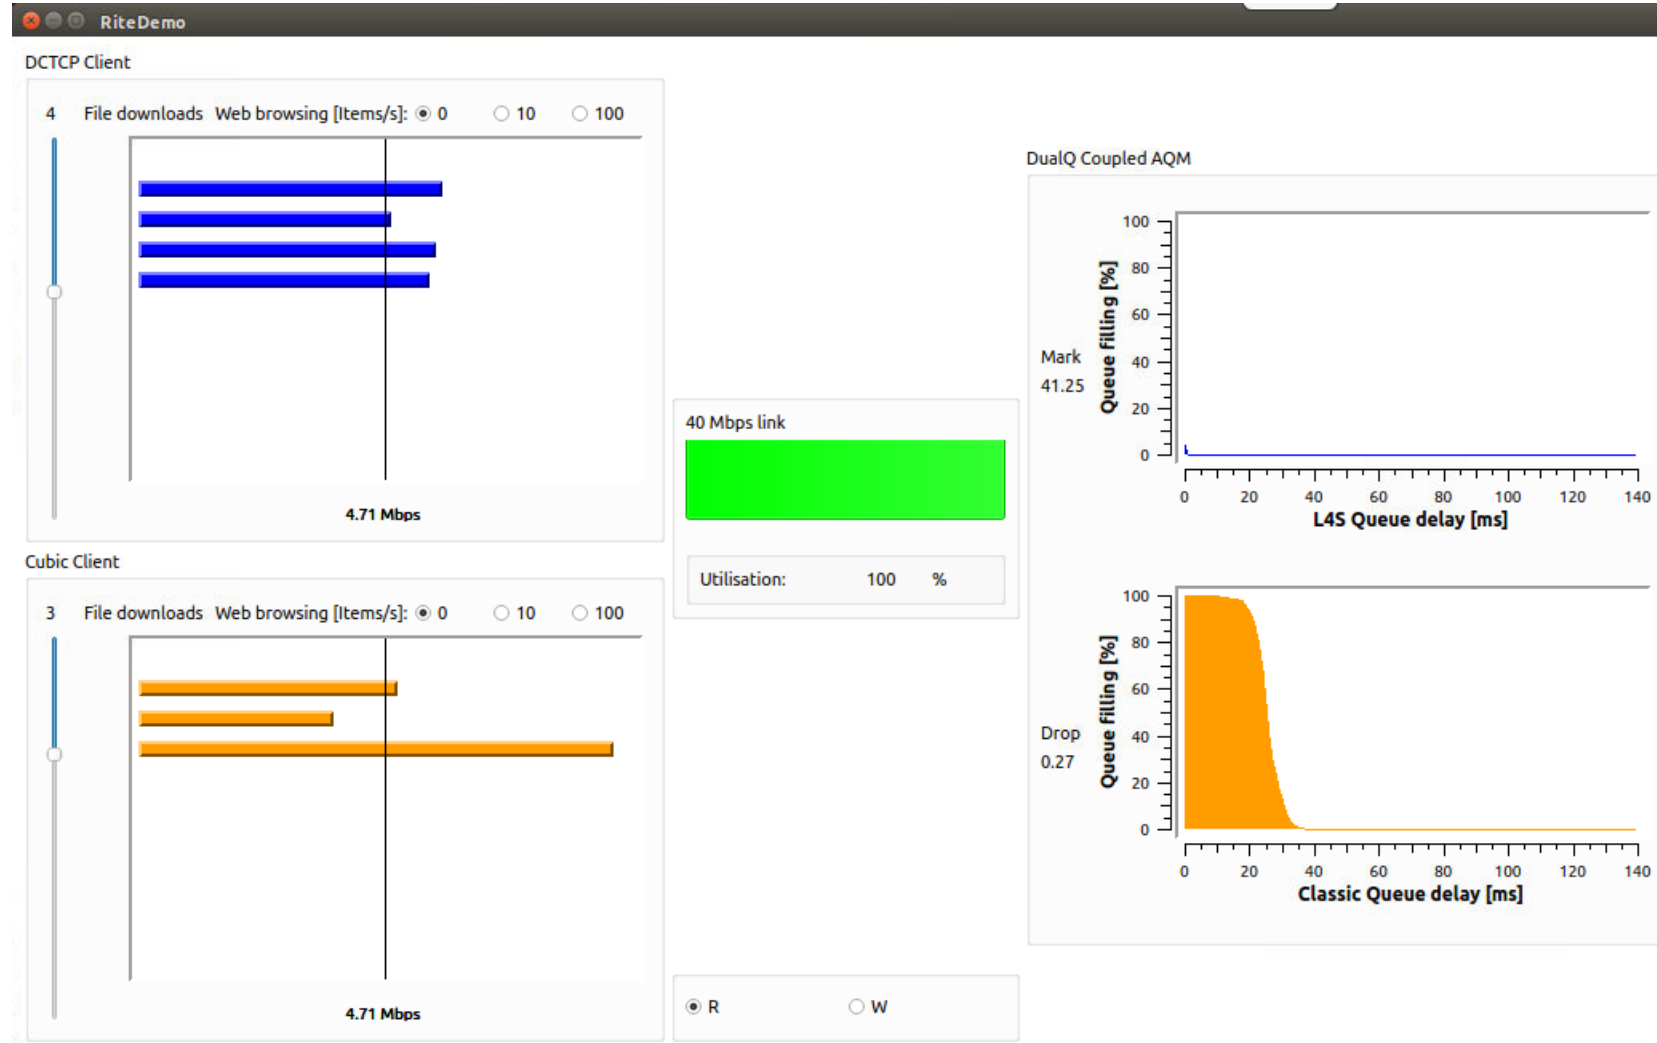 RiteDemo
DCTCP Client
4 File downloads Web browsing [Items/s]: 0 10 100
4.71 Mbps
Cubic Client
3 File downloads Web browsing [Items/s]: 0 10 100
4.71 Mbps
40 Mbps link
Utilisation: 100 %
R W
DualQ Coupled AQM
Mark
41.25
Queue filling [%]
100
80
60
40
20
0
0 20 40 60 80 100 120 140
L4S Queue delay [ms]
Drop
0.27
Queue filling [%]
100
80
60
40
20
0
0 20 40 60 80 100 120 140
Classic Queue delay [ms]